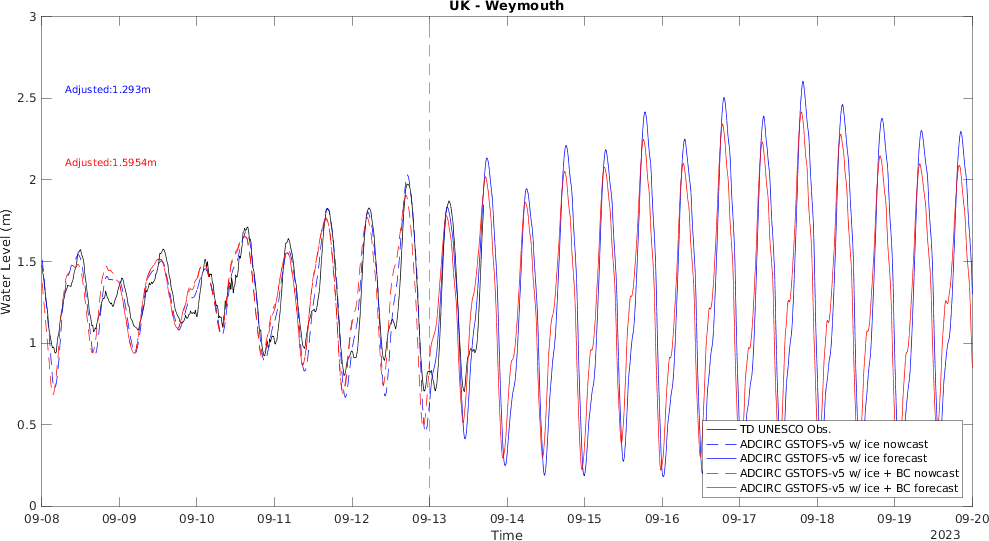 UK - Weymouth
3
2.5
2
1.5
1
0.5
0
Water Level (m)
Adjusted:1.293m
Adjusted:1.5954m
TD UNESCO Obs.
ADCIRC GSTOFS-v5 w/ ice nowcast
ADCIRC GSTOFS-v5 w/ ice forecast
ADCIRC GSTOFS-v5 w/ ice + BC nowcast
ADCIRC GSTOFS-v5 w/ ice + BC forecast
09-08 09-09 09-10 09-11 09-12 09-13 09-14 09-15 09-16 09-17 09-18 09-19 09-20
Time
2023